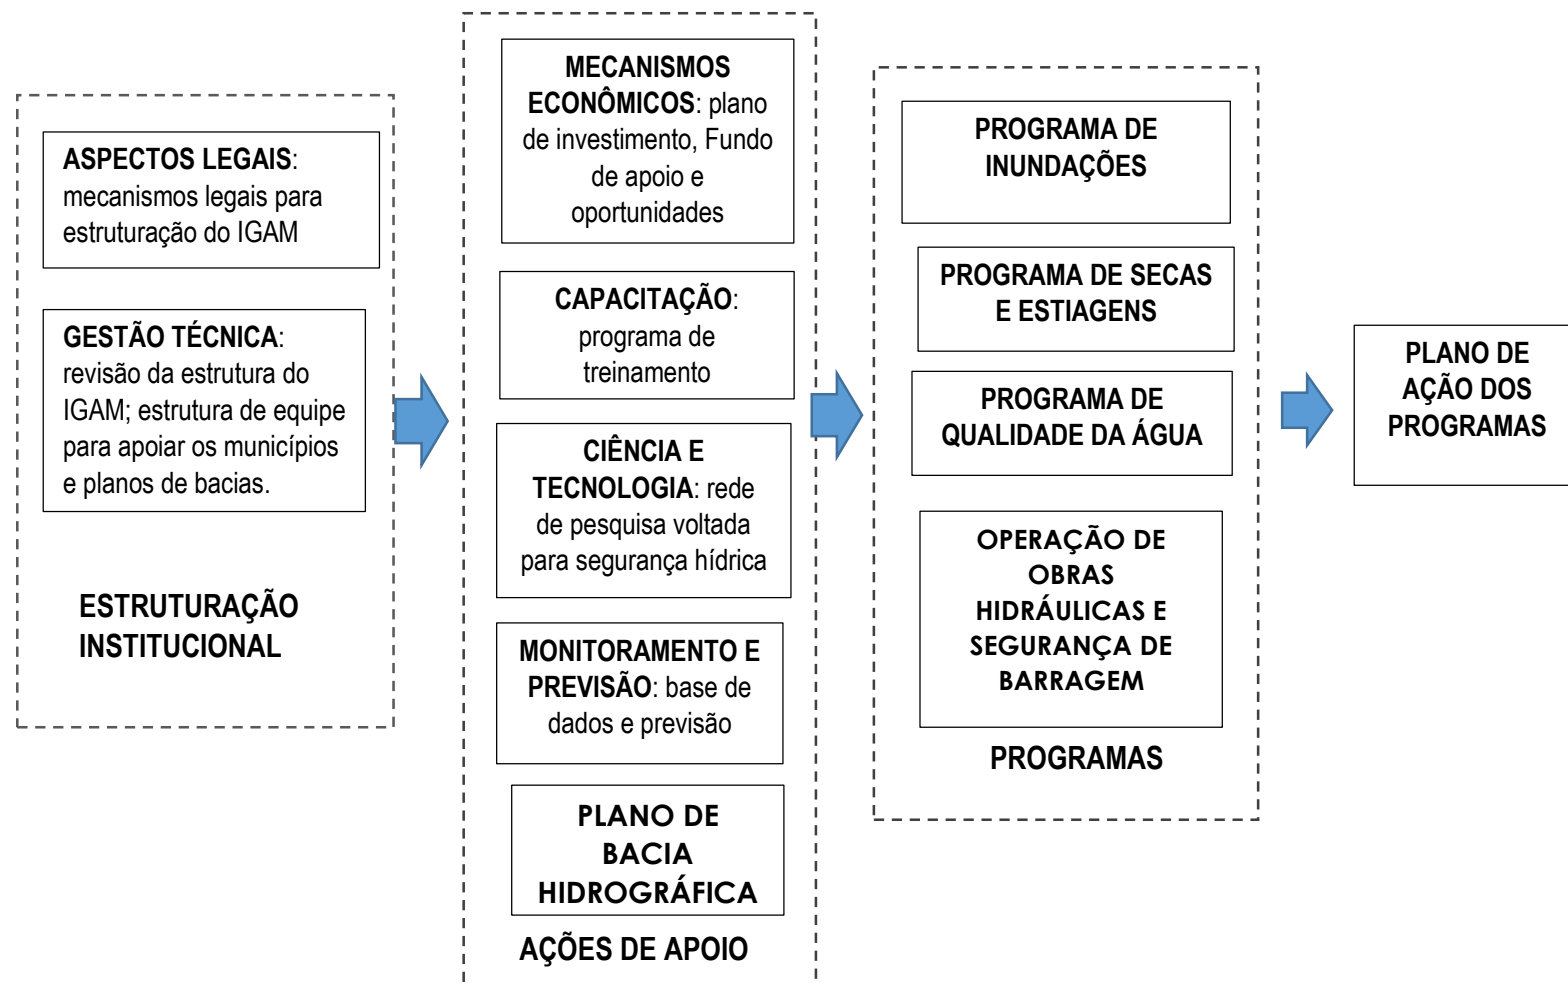 ASPECTOS LEGAIS:
mecanismos legais para
estruturação do IGAM
GESTÃO TÉCNICA:
revisão da estrutura do
IGAM; estrutura de equipe
para apoiar os municípios
e planos de bacias.
ESTRUTURAÇÃO
INSTITUCIONAL
MECANISMOS
ECONÔMICOS: plano
de investimento, Fundo
de apoio e
oportunidades
CAPACITAÇÃO:
programa de
treinamento
CIÊNCIA E
TECNOLOGIA: rede
de pesquisa voltada
para segurança hídrica
MONITORAMENTO E
PREVISÃO: base de
dados e previsão
PLANO DE
BACIA
HIDROGRÁFICA
AÇÕES DE APOIO
PROGRAMA DE
INUNDAÇÕES
PROGRAMA DE SECAS
E ESTIAGENS
PROGRAMA DE
QUALIDADE DA ÁGUA
OPERAÇÃO DE
OBRAS
HIDRÁULICAS E
SEGURANÇA DE
BARRAGEM
PROGRAMAS
PLANO DE
AÇÃO DOS
PROGRAMAS